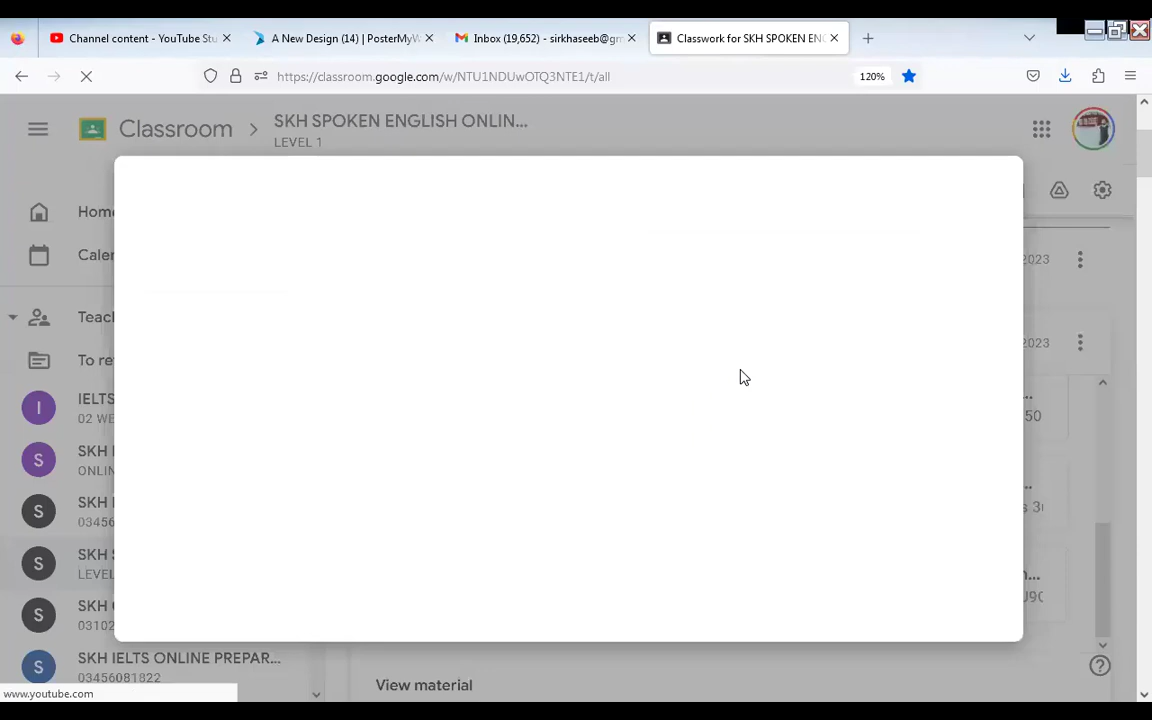 Channel content - YouTube Stu
A New Design (14) | PosterMyW
Inbox (19,652) - sirkhaseeb@gm
Classwork for SKH SPOKEN ENG
https://classroom.google.com/w/NTU1NDUwOTQ3NTE1/t/all
120%
Classroom
SKH SPOKEN ENGLISH ONLIN...
LEVEL 1
Home
Calen
2023
Teach
2023
To re
IELTS
02 WE
50
SKH
ONLIN
SKH
03456
s 30
SKH S
LEVEL
SKH
03102
SKH IELTS ONLINE PREPAR...
03456081822
View material
www.youtube.com